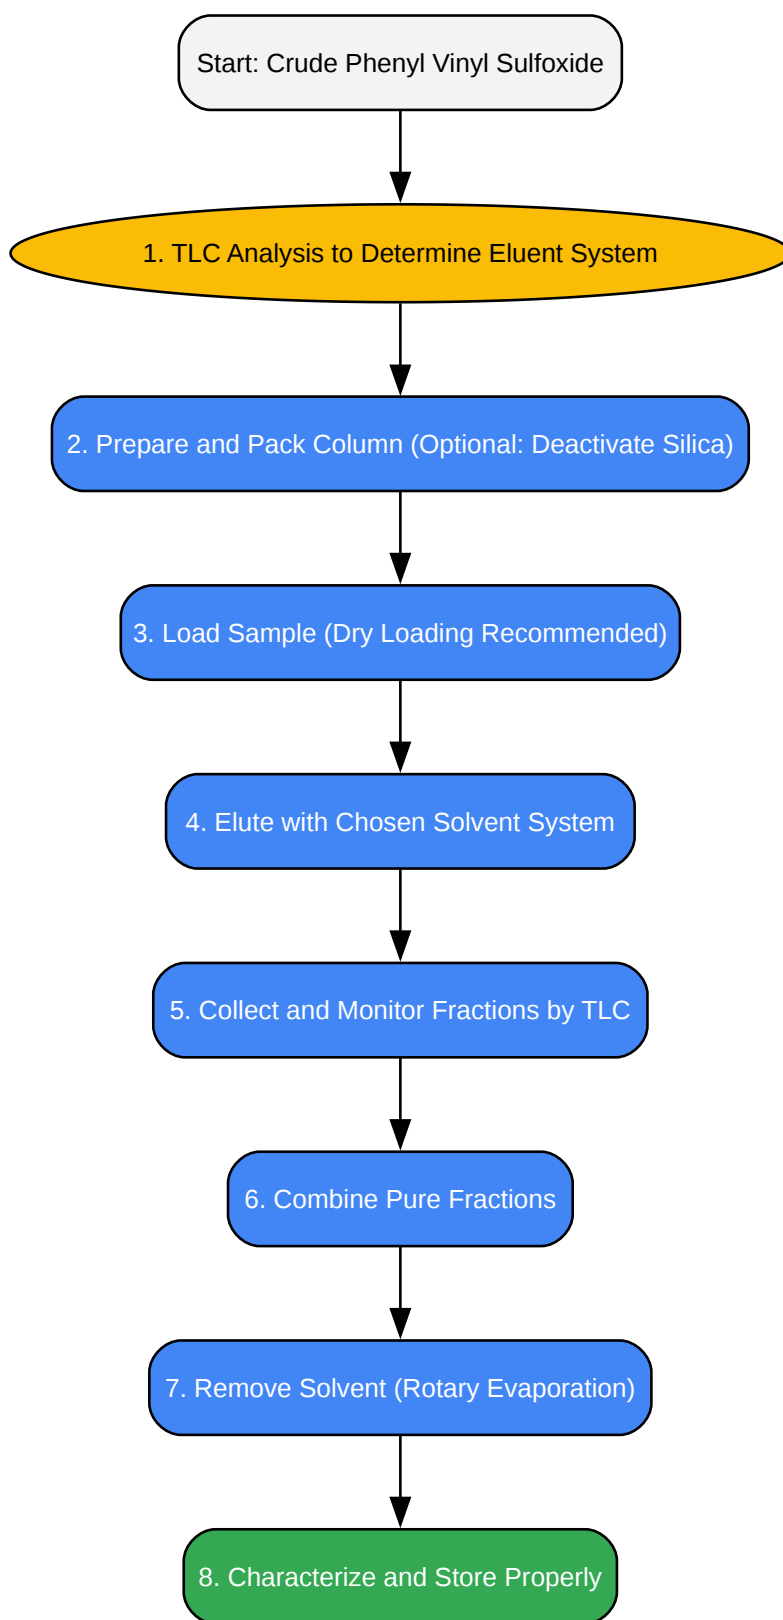 Start: Crude Phenyl Vinyl Sulfoxide
1. TLC Analysis to Determine Eluent System
2. Prepare and Pack Column (Optional: Deactivate Silica)
3. Load Sample (Dry Loading Recommended)
4. Elute with Chosen Solvent System
5. Collect and Monitor Fractions by TLC
6. Combine Pure Fractions
7. Remove Solvent (Rotary Evaporation)
8. Characterize and Store Properly